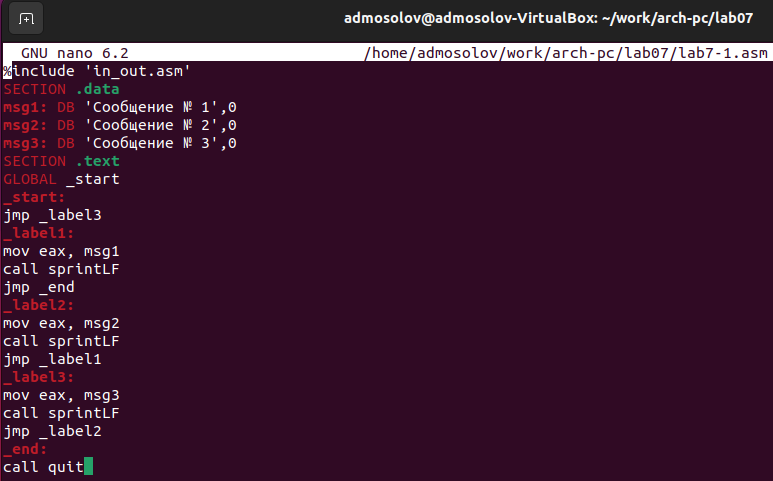 admosolov@admosolov-VirtualBox: ~/work/arch-pc/lab07
GNU nano 6.2 /home/admosolov/work/arch-pc/lab07/lab7-1.asm
%include 'in_out.asm'
SECTION .data
msg1: DB 'Сообщение № 1',0
msg2: DB 'Сообщение № 2',0
msg3: DB 'Сообщение № 3',0
SECTION .text
GLOBAL _start
_start:
jmp _label3
_label1:
mov eax, msg1
call sprintLF
jmp _end
_label2:
mov eax, msg2
call sprintLF
jmp _label1
_label3:
mov eax, msg3
call sprintLF
jmp _label2
_end:
call quit